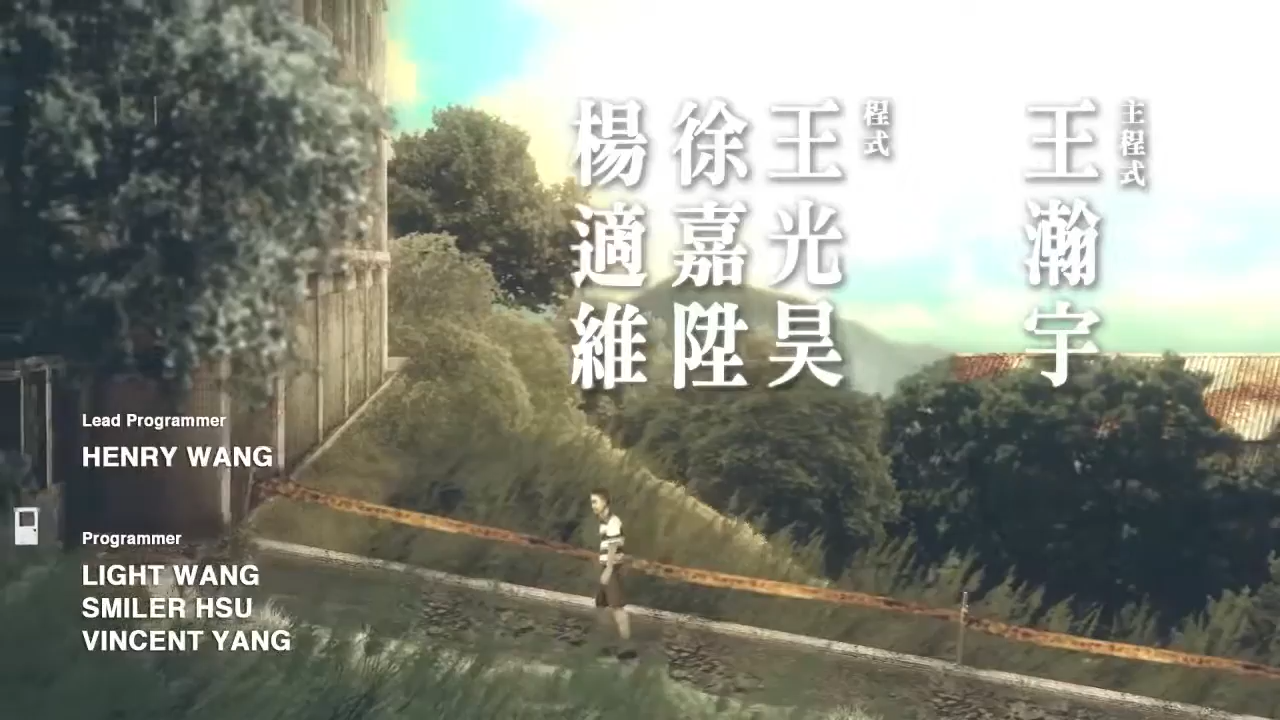 主程式
王瀚宇
程式
王光昊
徐嘉陞
楊適維
Lead Programmer
HENRY WANG
Programmer
LIGHT WANG
SMILER HSU
VINCENT YANG